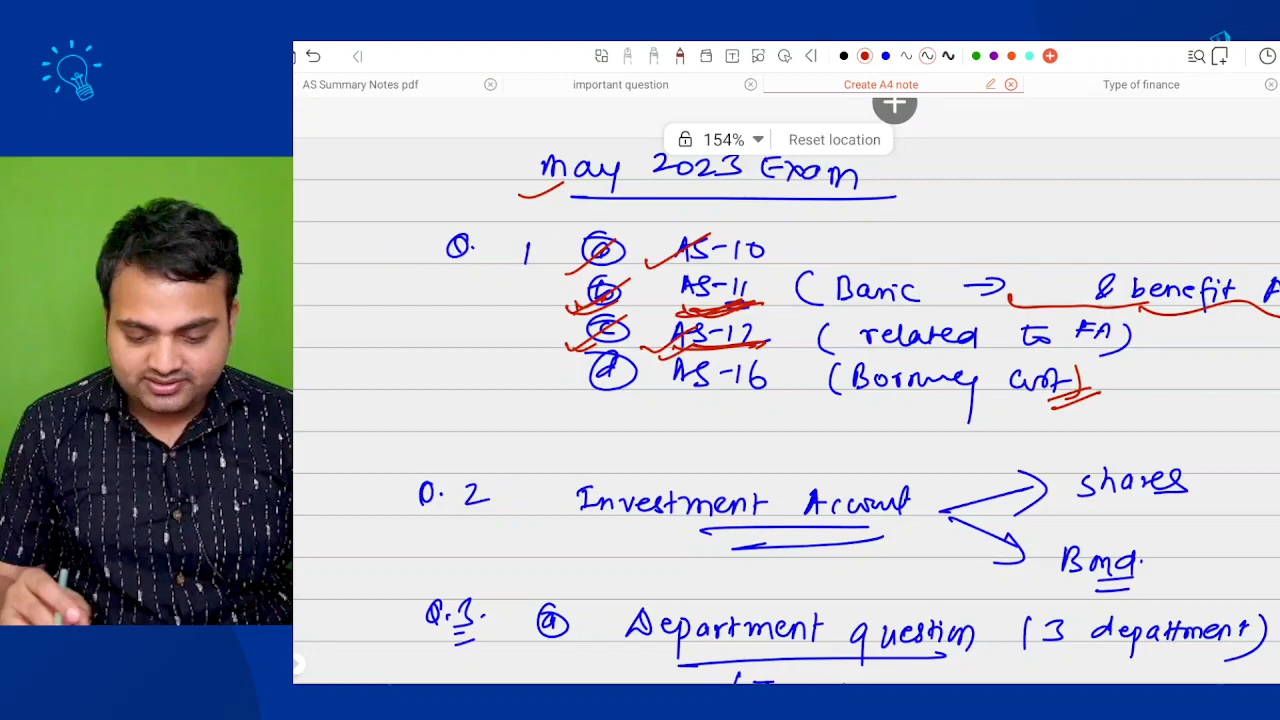 AS Summary Notes pdf
important question
Create A4 note
Type of finance
154%
Reset location
May 2023 Exam
Q. 1 (a) AS-10
(b) AS-11 (Basic → & benefit
(c) AS-12 (related to FA)
(d) AS-16 (Borrowing cost)
Q. 2 Investment Account
Shares
Bond.
Q.3. (a) Department question (3 department)